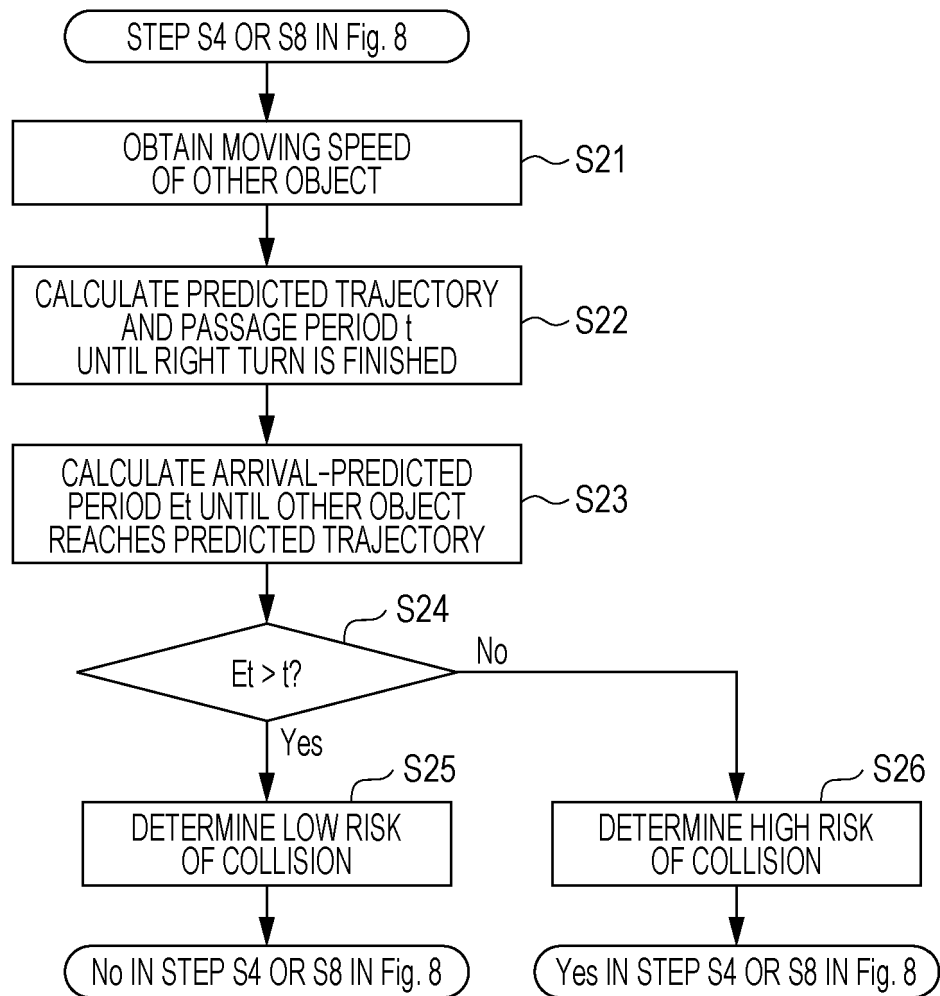 STEP S4 OR S8 IN Fig. 8
OBTAIN MOVING SPEED
OF OTHER OBJECT
S21
CALCULATE PREDICTED TRAJECTORY
AND PASSAGE PERIOD t
UNTIL RIGHT TURN IS FINISHED
S22
CALCULATE ARRIVAL-PREDICTED
PERIOD Et UNTIL OTHER OBJECT
REACHES PREDICTED TRAJECTORY
S23
S24
Et > t?
No
Yes
S25
DETERMINE LOW RISK
OF COLLISION
S26
DETERMINE HIGH RISK
OF COLLISION
No IN STEP S4 OR S8 IN Fig. 8
Yes IN STEP S4 OR S8 IN Fig. 8